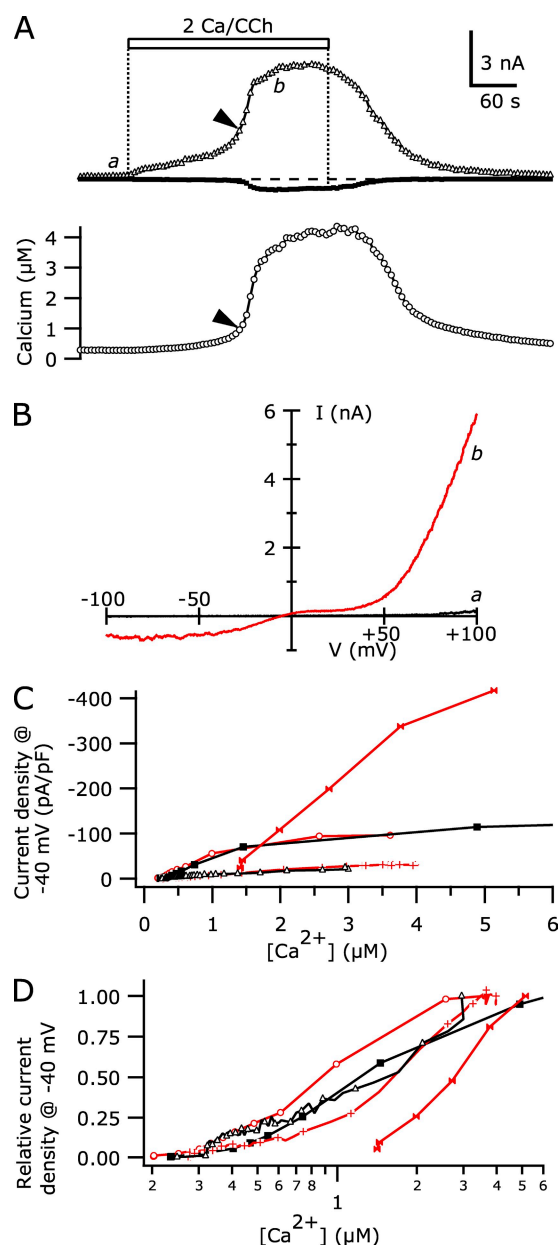 A
2 Ca/CCh
3 nA
60 s
b
a
4
3
2
1
0
Calcium (µM)
B
I (nA)
6
4
2
b
a
-100
-50
+50
+100
V (mV)
C
-400
-300
-200
-100
0
Current density @
-40 mV (pA/pF)
0
1
2
3
4
5
6
[Ca2+] (µM)
D
1.00
0.75
0.50
0.25
0.00
Relative current
density @ -40 mV
2
3
4
5
6
7
8
1
2
3
4
5
6
[Ca2+] (µM)